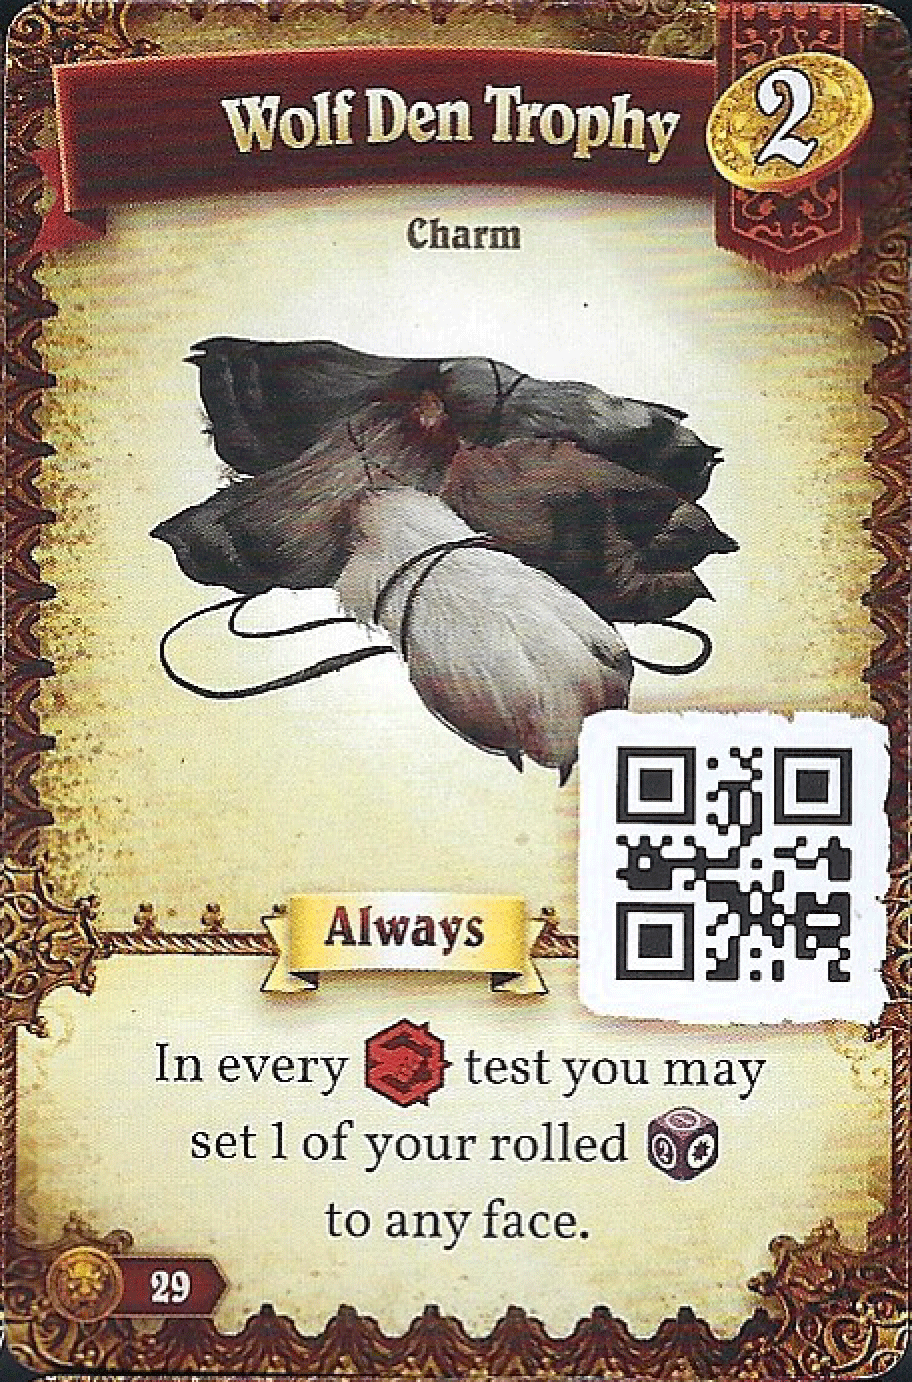 Wolf Den Trophy
2
Charm
Always
In every test you may
set 1 of your rolled
to any face.
29